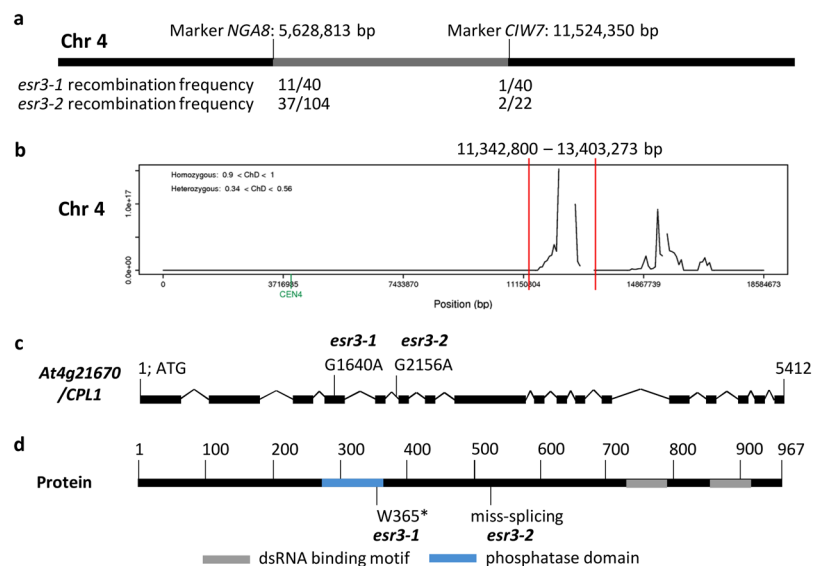 a
Marker NGA8: 5,628,813 bp
Marker CIW7: 11,524,350 bp
Chr 4
esr3-1 recombination frequency 11/40 1/40
esr3-2 recombination frequency 37/104 2/22
b
11,342,800 – 13,403,273 bp
Chr 4
Homozygous: 0.9 < ChD < 1
Heterozygous: 0.34 < ChD < 0.56
1.0e+17
0.0e+00
0 3716935 7433870 11150804 14867739 18584673
CEN4
Position (bp)
c
esr3-1 esr3-2
At4g21670 /CPL1
1; ATG G1640A G2156A 5412
d
1 100 200 300 400 500 600 700 800 900 967
Protein
W365* miss-splicing
esr3-1 esr3-2
dsRNA binding motif phosphatase domain